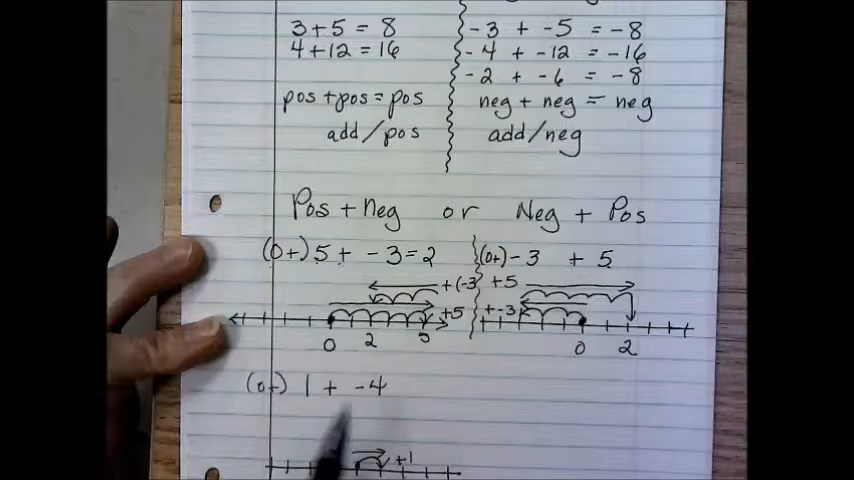 3+5=8
4+12=16
pos+pos=pos
add/pos
-3 + -5 = -8
-4 + -12 = -16
-2 + -6 = -8
neg + neg = neg
add/neg
Pos + neg or Neg + Pos
(0+) 5 + -3=2
+(-3
+5
0 2 5
(0+) -3 + 5
+5
+-3
0 2
(0+) 1 + -4
+1